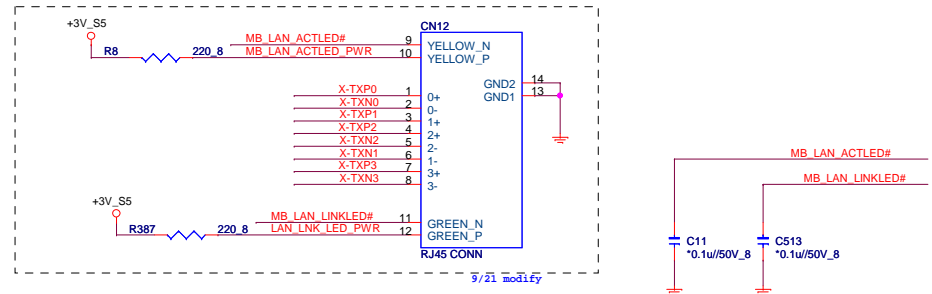 +3V_S5
R8
220_8
MB_LAN_ACTLED#
MB_LAN_ACTLED_PWR
CN12
9
YELLOW_N
10
YELLOW_P
GND2
14
GND1
13
X-TXP0
1
0+
X-TXN0
2
0-
X-TXP1
3
1+
X-TXP2
4
2+
X-TXN2
5
2-
X-TXN1
6
1-
X-TXP3
7
3+
X-TXN3
8
3-
+3V_S5
R387
220_8
MB_LAN_LINKLED#
LAN_LNK_LED_PWR
11
GREEN_N
12
GREEN_P
RJ45 CONN
9/21 modify
MB_LAN_ACTLED#
MB_LAN_LINKLED#
C11
*0.1u//50V_8
C513
*0.1u//50V_8